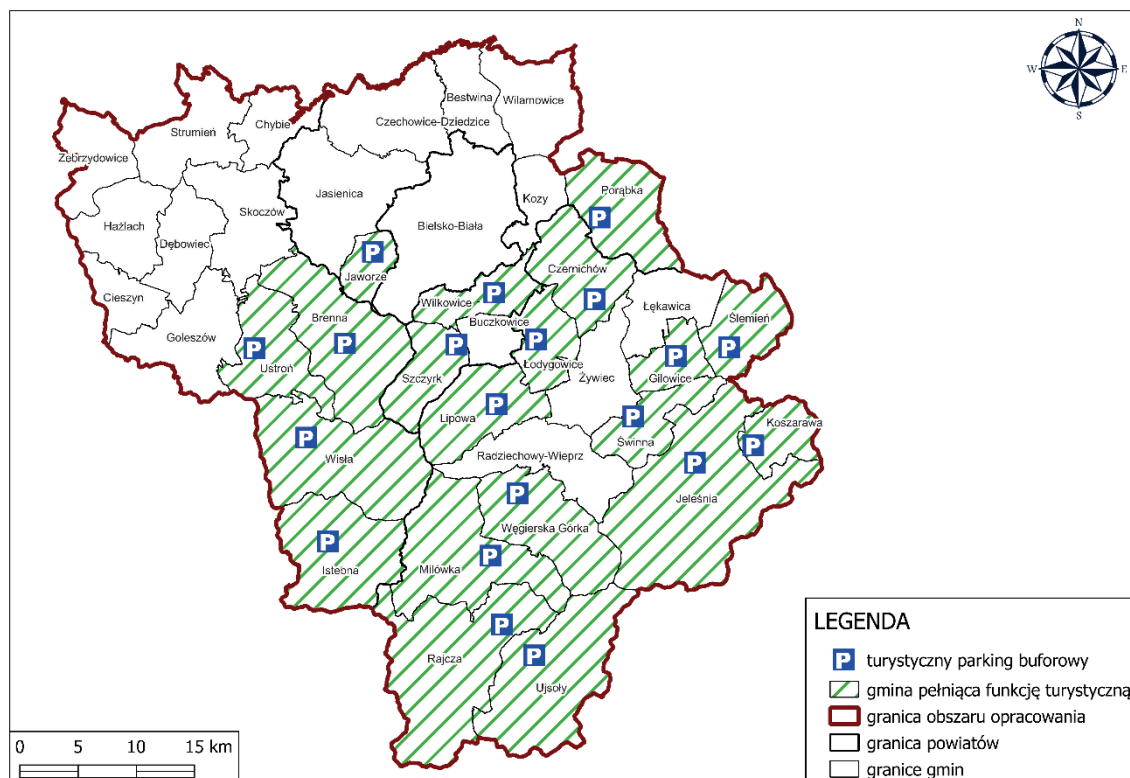 N
W
E
S
Bestwina
Wilamowice
Strumień
Chybie
Czechowice-Dziedzice
Zebrzydowice
Jasienica
Kozy
Porąbka
P
Skoczów
Hażlach
Bielsko-Biała
Dębowiec
P
Jaworze
Czernichów
Cieszyn
Wilkowice
P
P
Łękawica
Ślemień
Brenna
Buczkowice
Goleszów
P
P
P
P
P
P
P
Ustroń
Łodygowice
Szczyrk
Żywiec
Gilowice
P
Lipowa
P
Koszarawa
P
P
Świnna
Wisła
Radziechowy-Wieprz
P
P
Jeleśnia
Węgierska Górka
P
P
Istebna
Milówka
P
Rajcza
P
Ujsoły
LEGENDA
P turystyczny parking buforowy
gmina pełniąca funkcję turystyczną
granica obszaru opracowania
granica powiatów
granice gmin
0 5 10 15 km